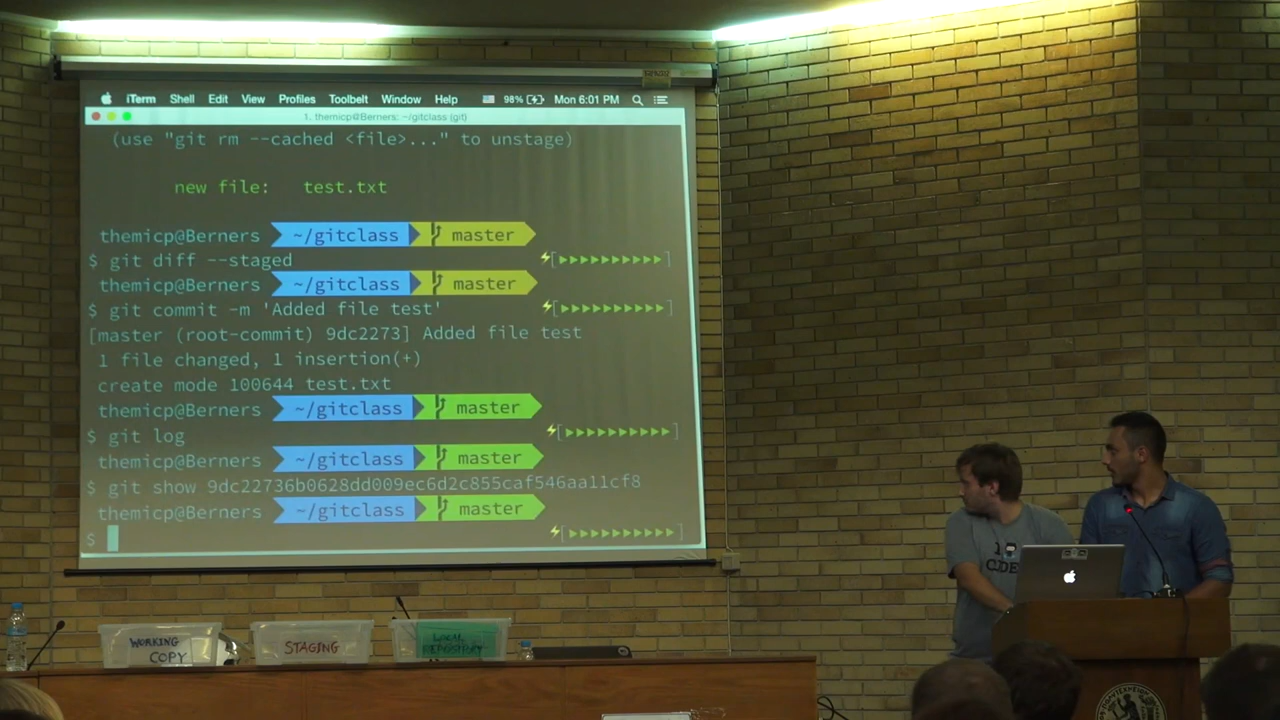 iTerm Shell Edit View Profiles Toolbelt Window Help 98% Mon 6:01 PM
1. themicp@Berners: ~/gitclass (git)
(use "git rm --cached <file>..." to unstage)
new file: test.txt
themicp@Berners ~/gitclass master
$ git diff --staged
themicp@Berners ~/gitclass master
$ git commit -m 'Added file test'
[master (root-commit) 9dc2273] Added file test
1 file changed, 1 insertion(+)
create mode 100644 test.txt
themicp@Berners ~/gitclass master
$ git log
themicp@Berners ~/gitclass master
$ git show 9dc22736b0628dd009ec6d2c855caf546aa11cf8
themicp@Berners ~/gitclass master
$
I
CODE
WORKING
COPY
STAGING
LOCAL
REPOSITORY